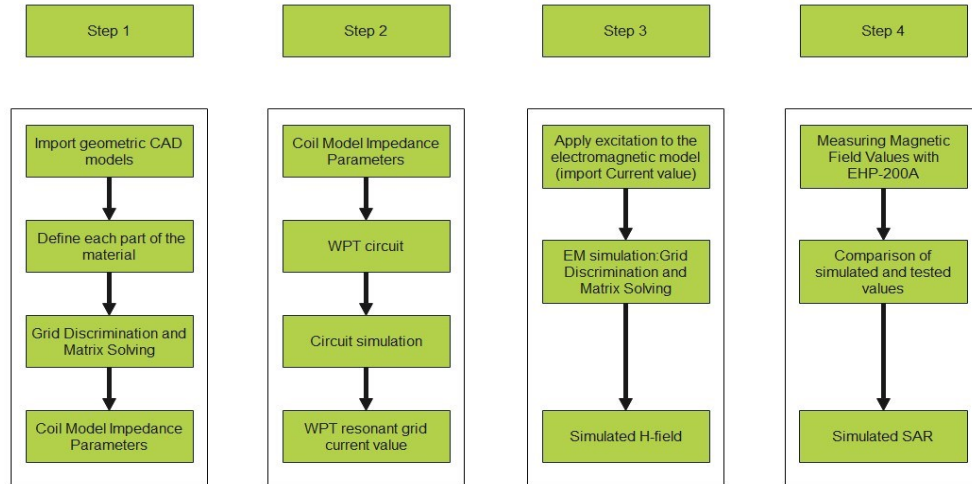 Step 1
Step 2
Step 3
Step 4
Import geometric CAD
models
Define each part of the
material
Grid Discrimination and
Matrix Solving
Coil Model Impedance
Parameters
Coil Model Impedance
Parameters
WPT circuit
Circuit simulation
WPT resonant grid
current value
Apply excitation to the
electromagnetic model
(import Current value)
EM simulation:Grid
Discrimination and
Matrix Solving
Simulated H-field
Measuring Magnetic
Field Values with
EHP-200A
Comparison of
simulated and tested
values
Simulated SAR